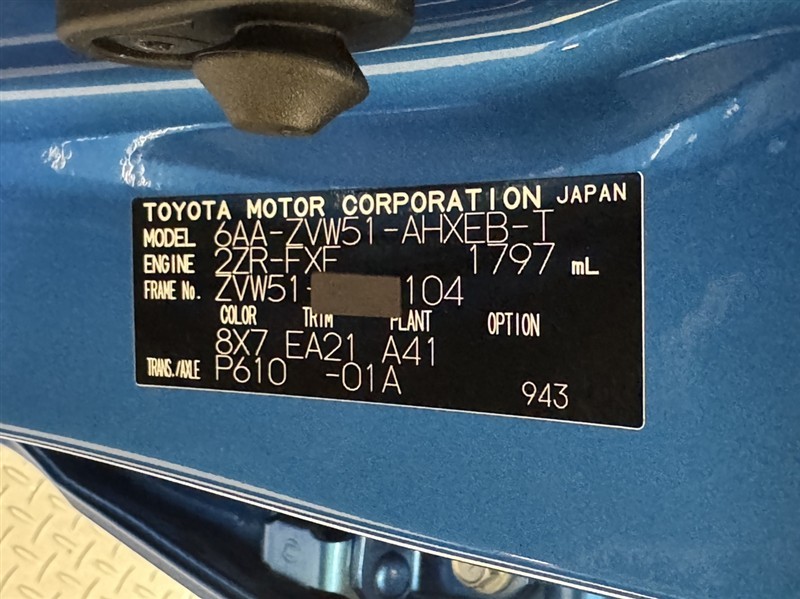 TOYOTA MOTOR CORPORATION JAPAN
MODEL 6AA-ZVW51-AHXEB-T
ENGINE 2ZR-FXE 1797 mL
FRAME No. ZVW51- 104
COLOR TRIM PLANT OPTION
8X7 EA21 A41
TRANS./AXLE P610 -01A
943